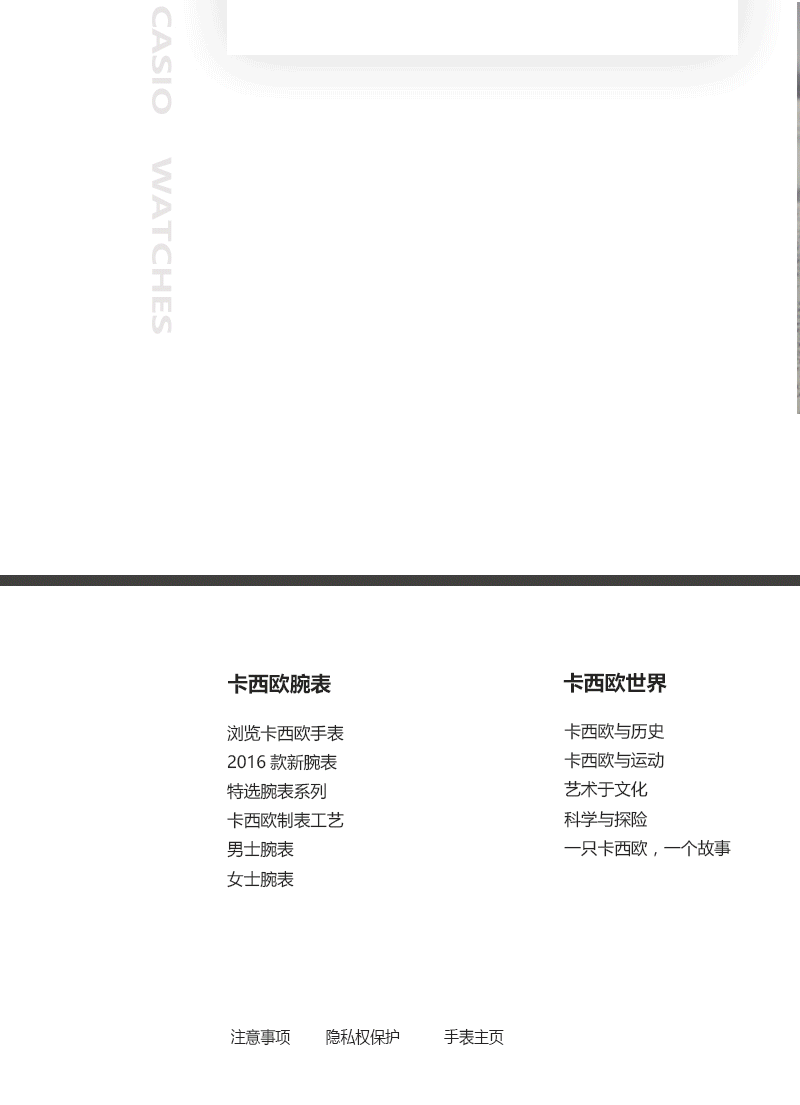 CASIO WATCHES
卡西欧腕表
浏览卡西欧手表
2016 款新腕表
特选腕表系列
卡西欧制表工艺
男士腕表
女士腕表
卡西欧世界
卡西欧与历史
卡西欧与运动
艺术于文化
科学与探险
一只卡西欧，一个故事
注意事项 隐私权保护 手表主页